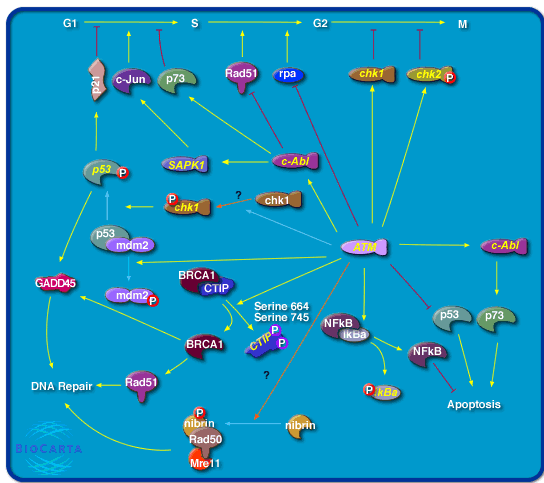 G1 S G2 M
p21
c-Jun
p73
Rad51
rpa
chk1
chk2 P
p53 P
SAPK1
c-Abl
P
chk1
?
chk1
p53
mdm2
ATM
c-Abl
GADD45
mdm2 P
BRCA1
CTIP
Serine 664
Serine 745
NFkB
ikBa
p53
p73
BRCA1
CTIP P
P
NFkB
DNA Repair
Rad51
?
P kBa
Apoptosis
P
nibrin
nibrin
Rad50
Mre11
BIOCARTA